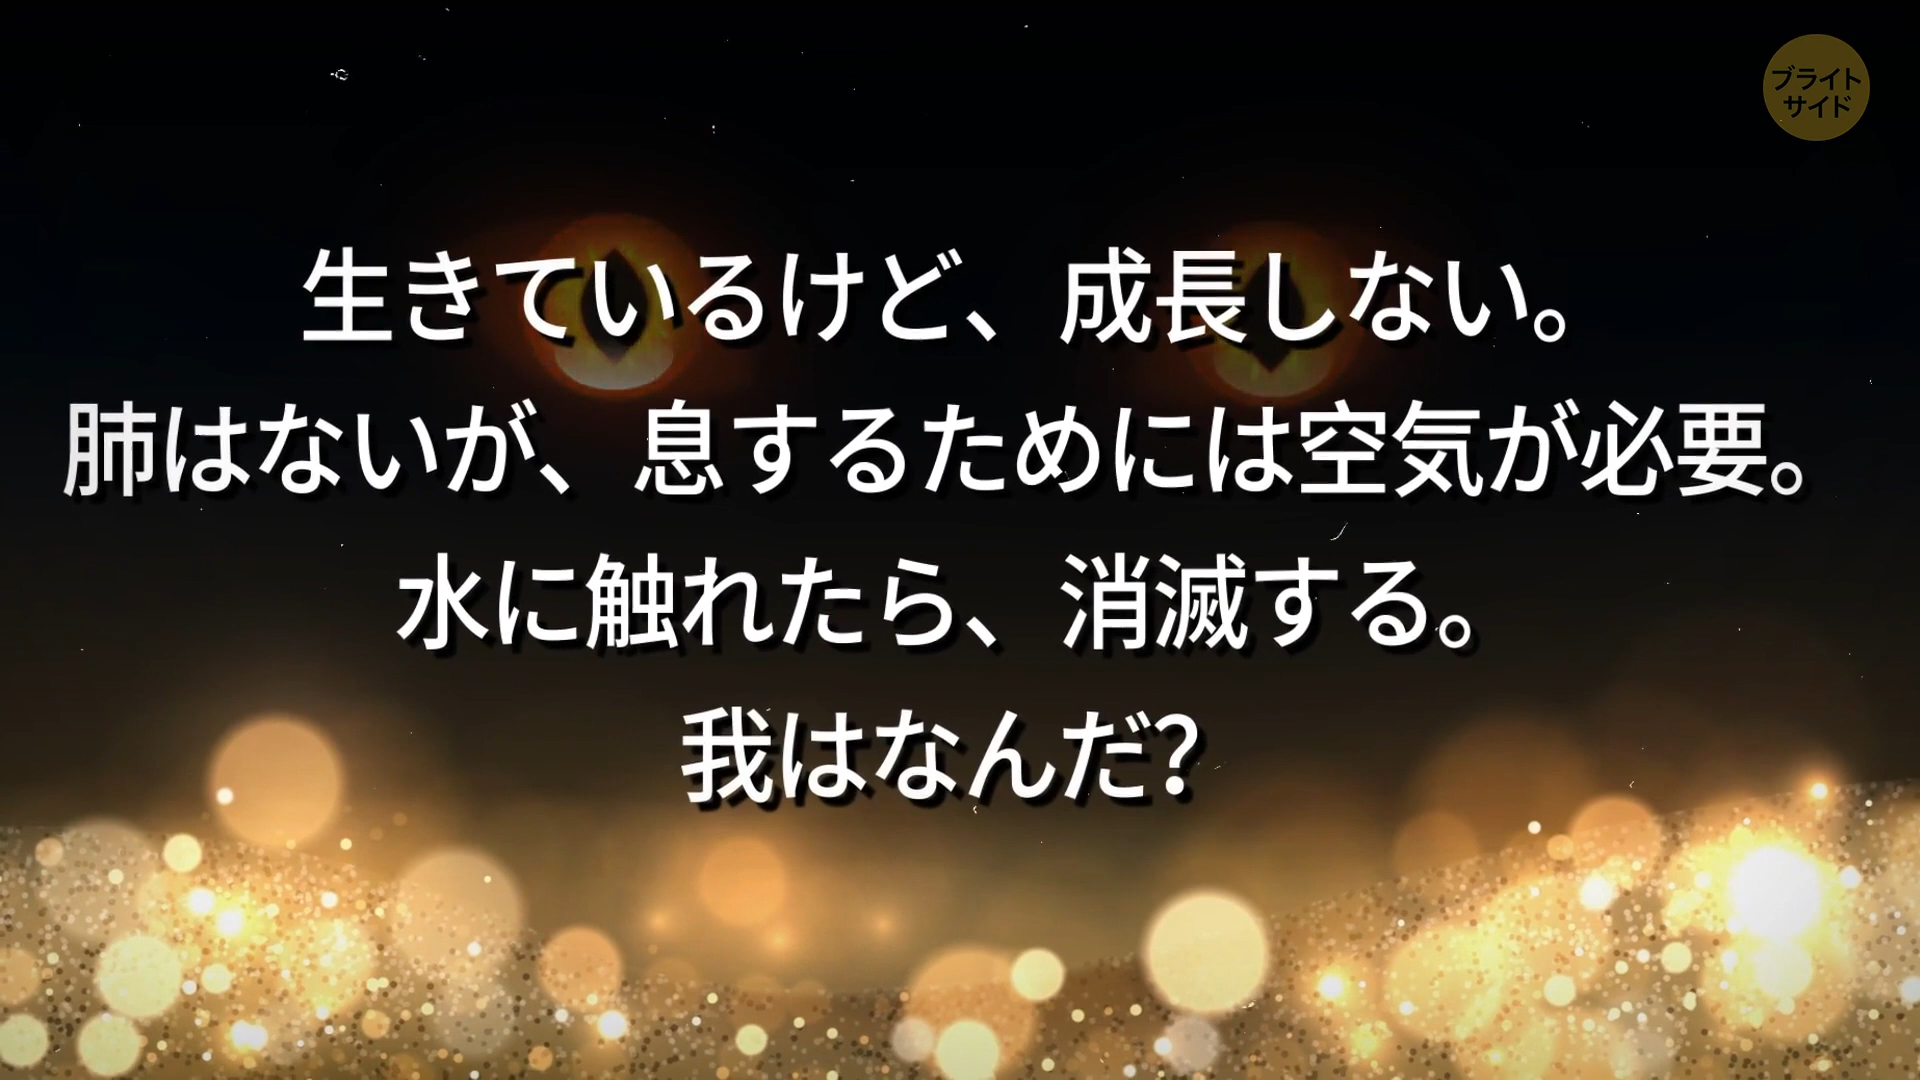 ブライト
サイド
生きているけど、成長しない。
肺はないが、息するためには空気が必要。
水に触れたら、消滅する。
我はなんだ?